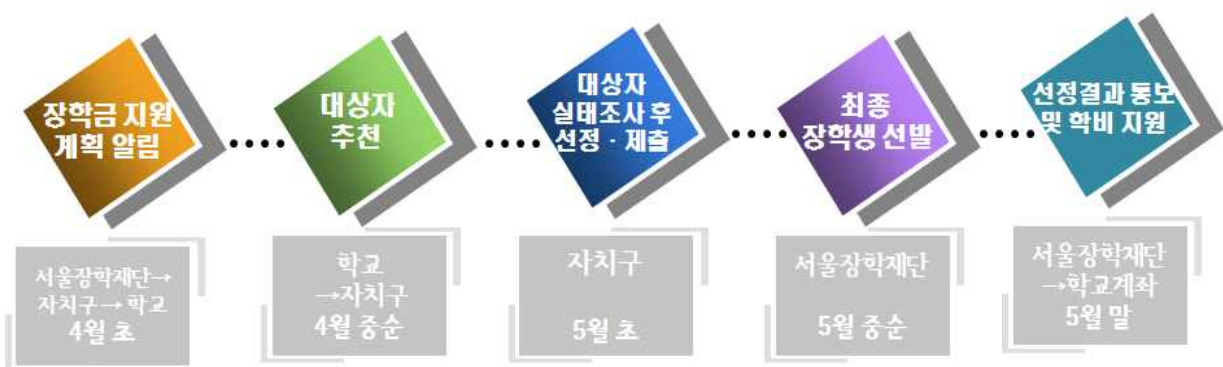 장학금 지원
계획 알림
대상자
추천
대상자
실태조사 후
선정 · 제출
최종
장학생 선발
선정결과 통보
및 학비 지원
서울장학재단→
자치구→학교
4월 초
학교
→자치구
4월 중순
자치구
5월 초
서울장학재단
5월 중순
서울장학재단
→학교계좌
5월 말